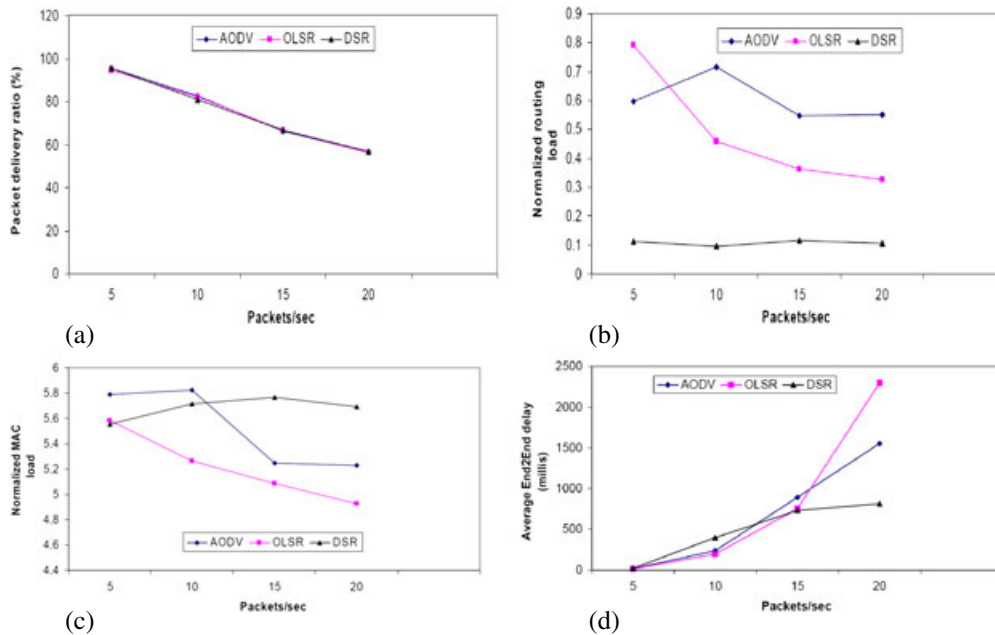 120
100
80
60
40
20
0
Packet delivery ratio (%)
AODV OLSR DSR
5 10 15 20
Packets/sec
(a)
0.9
0.8
0.7
0.6
0.5
0.4
0.3
0.2
0.1
0
Normalized routing
load
AODV OLSR DSR
5 10 15 20
Packets/sec
(b)
6
5.8
5.6
5.4
5.2
5
4.8
4.6
4.4
Normalized MAC
load
AODV OLSR DSR
5 10 15 20
Packets/sec
(c)
2500
2000
1500
1000
500
0
Average End2End delay
(millis)
AODV OLSR DSR
5 10 15 20
Packets/sec
(d)